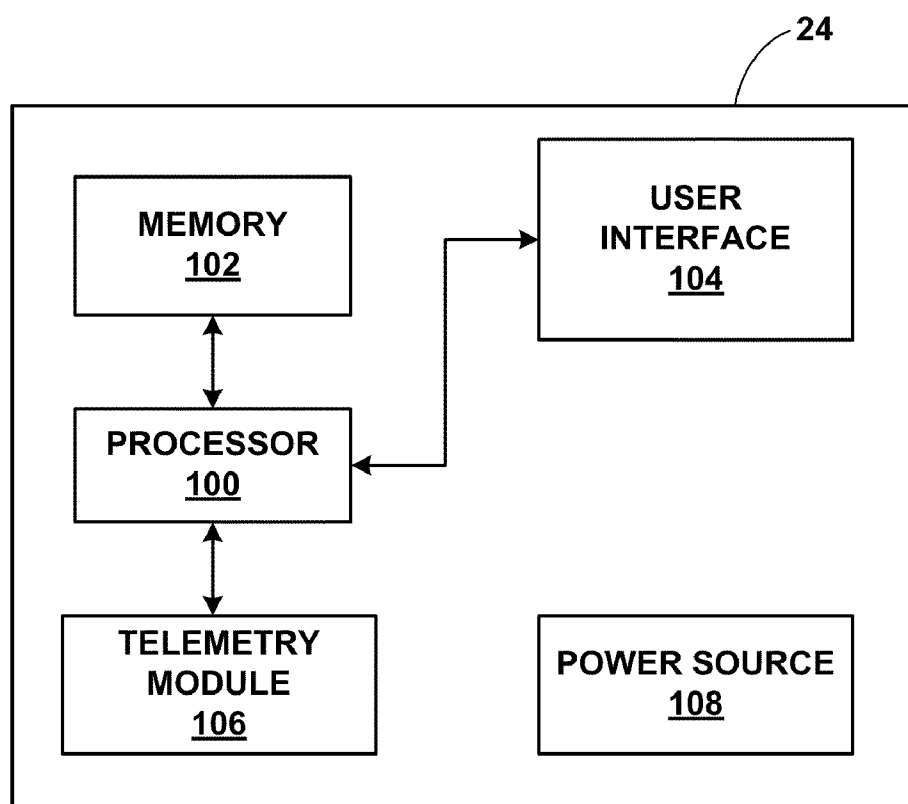 24
MEMORY
102
USER
INTERFACE
104
PROCESSOR
100
TELEMETRY
MODULE
106
POWER SOURCE
108